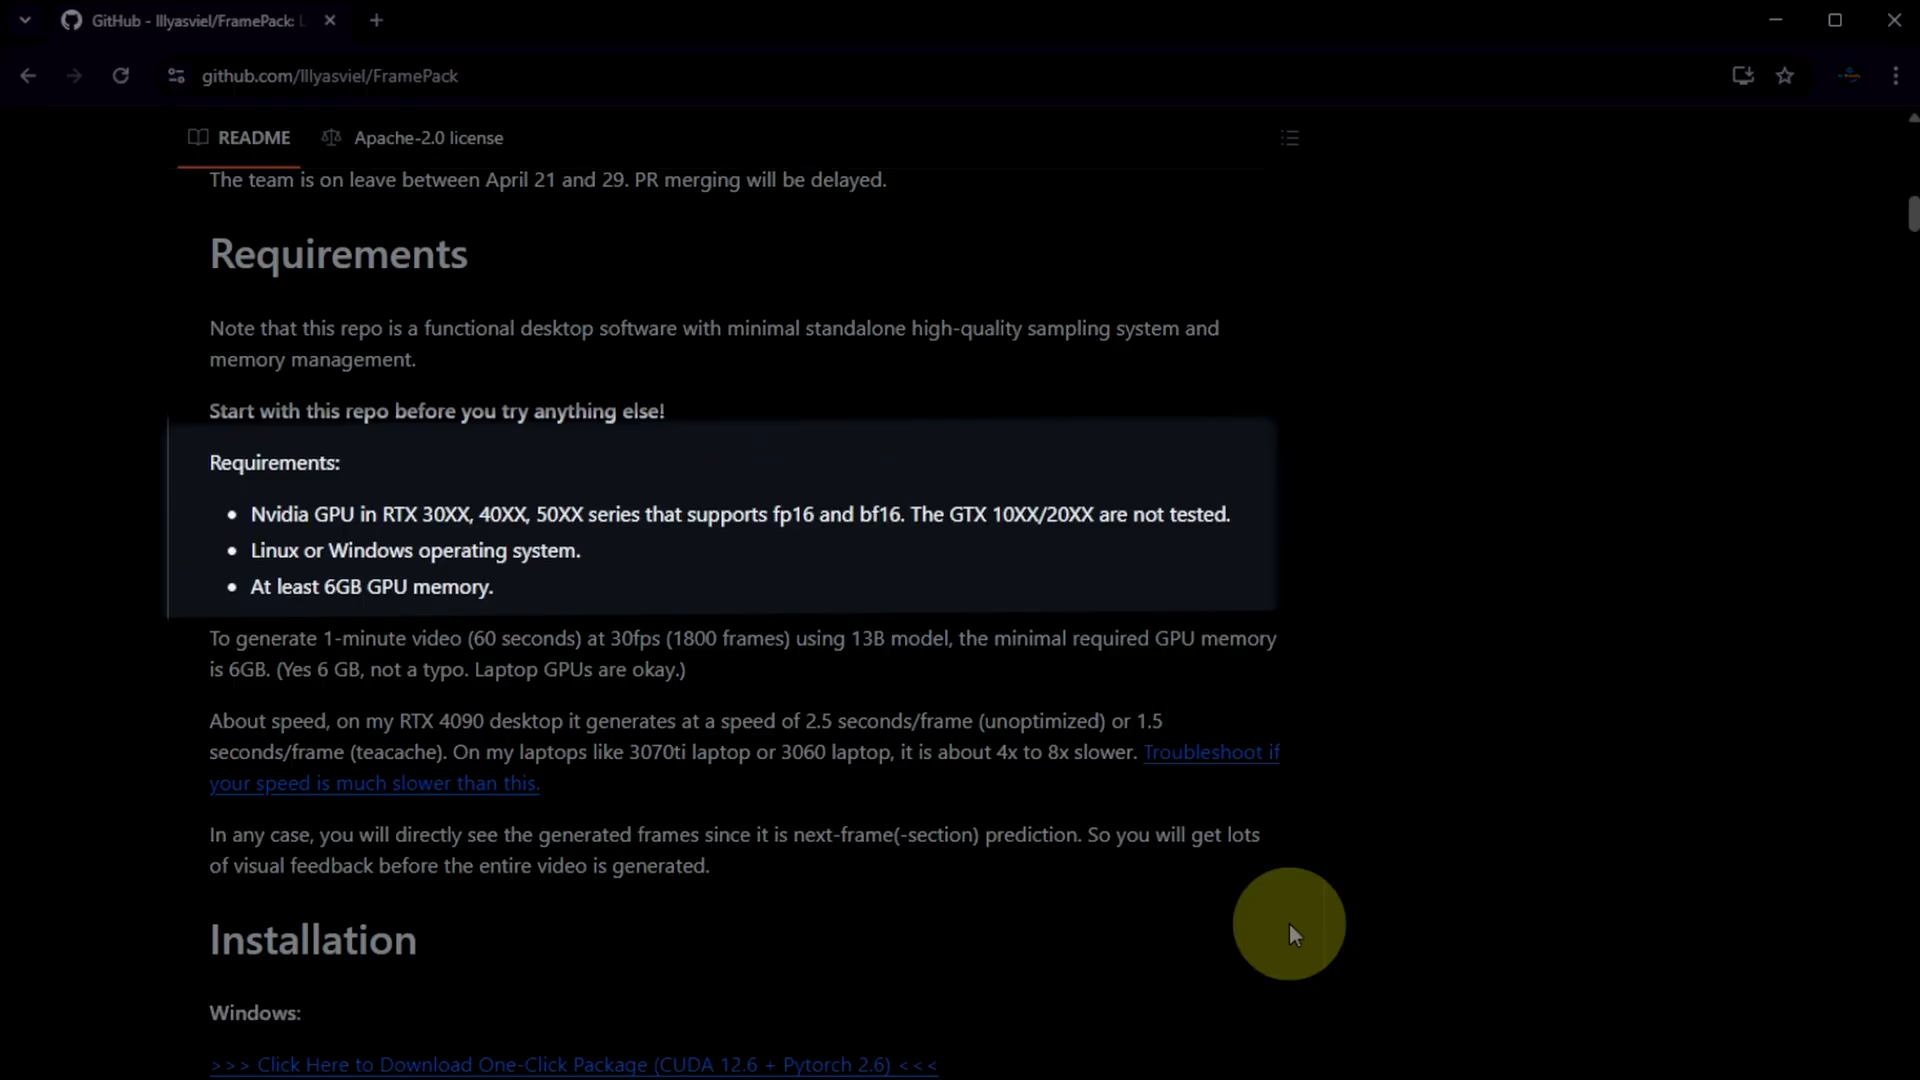 GitHub - lllyasviel/FramePack: L
github.com/lllyasviel/FramePack
README
Apache-2.0 license
The team is on leave between April 21 and 29. PR merging will be delayed.
Requirements
Note that this repo is a functional desktop software with minimal standalone high-quality sampling system and
memory management.
Start with this repo before you try anything else!
Requirements:
• Nvidia GPU in RTX 30XX, 40XX, 50XX series that supports fp16 and bf16. The GTX 10XX/20XX are not tested.
• Linux or Windows operating system.
• At least 6GB GPU memory.
To generate 1-minute video (60 seconds) at 30fps (1800 frames) using 13B model, the minimal required GPU memory
is 6GB. (Yes 6 GB, not a typo. Laptop GPUs are okay.)
About speed, on my RTX 4090 desktop it generates at a speed of 2.5 seconds/frame (unoptimized) or 1.5
seconds/frame (teacache). On my laptops like 3070ti laptop or 3060 laptop, it is about 4x to 8x slower. Troubleshoot if
your speed is much slower than this.
In any case, you will directly see the generated frames since it is next-frame(-section) prediction. So you will get lots
of visual feedback before the entire video is generated.
Installation
Windows:
>>> Click Here to Download One-Click Package (CUDA 12.6 + Pytorch 2.6) <<<